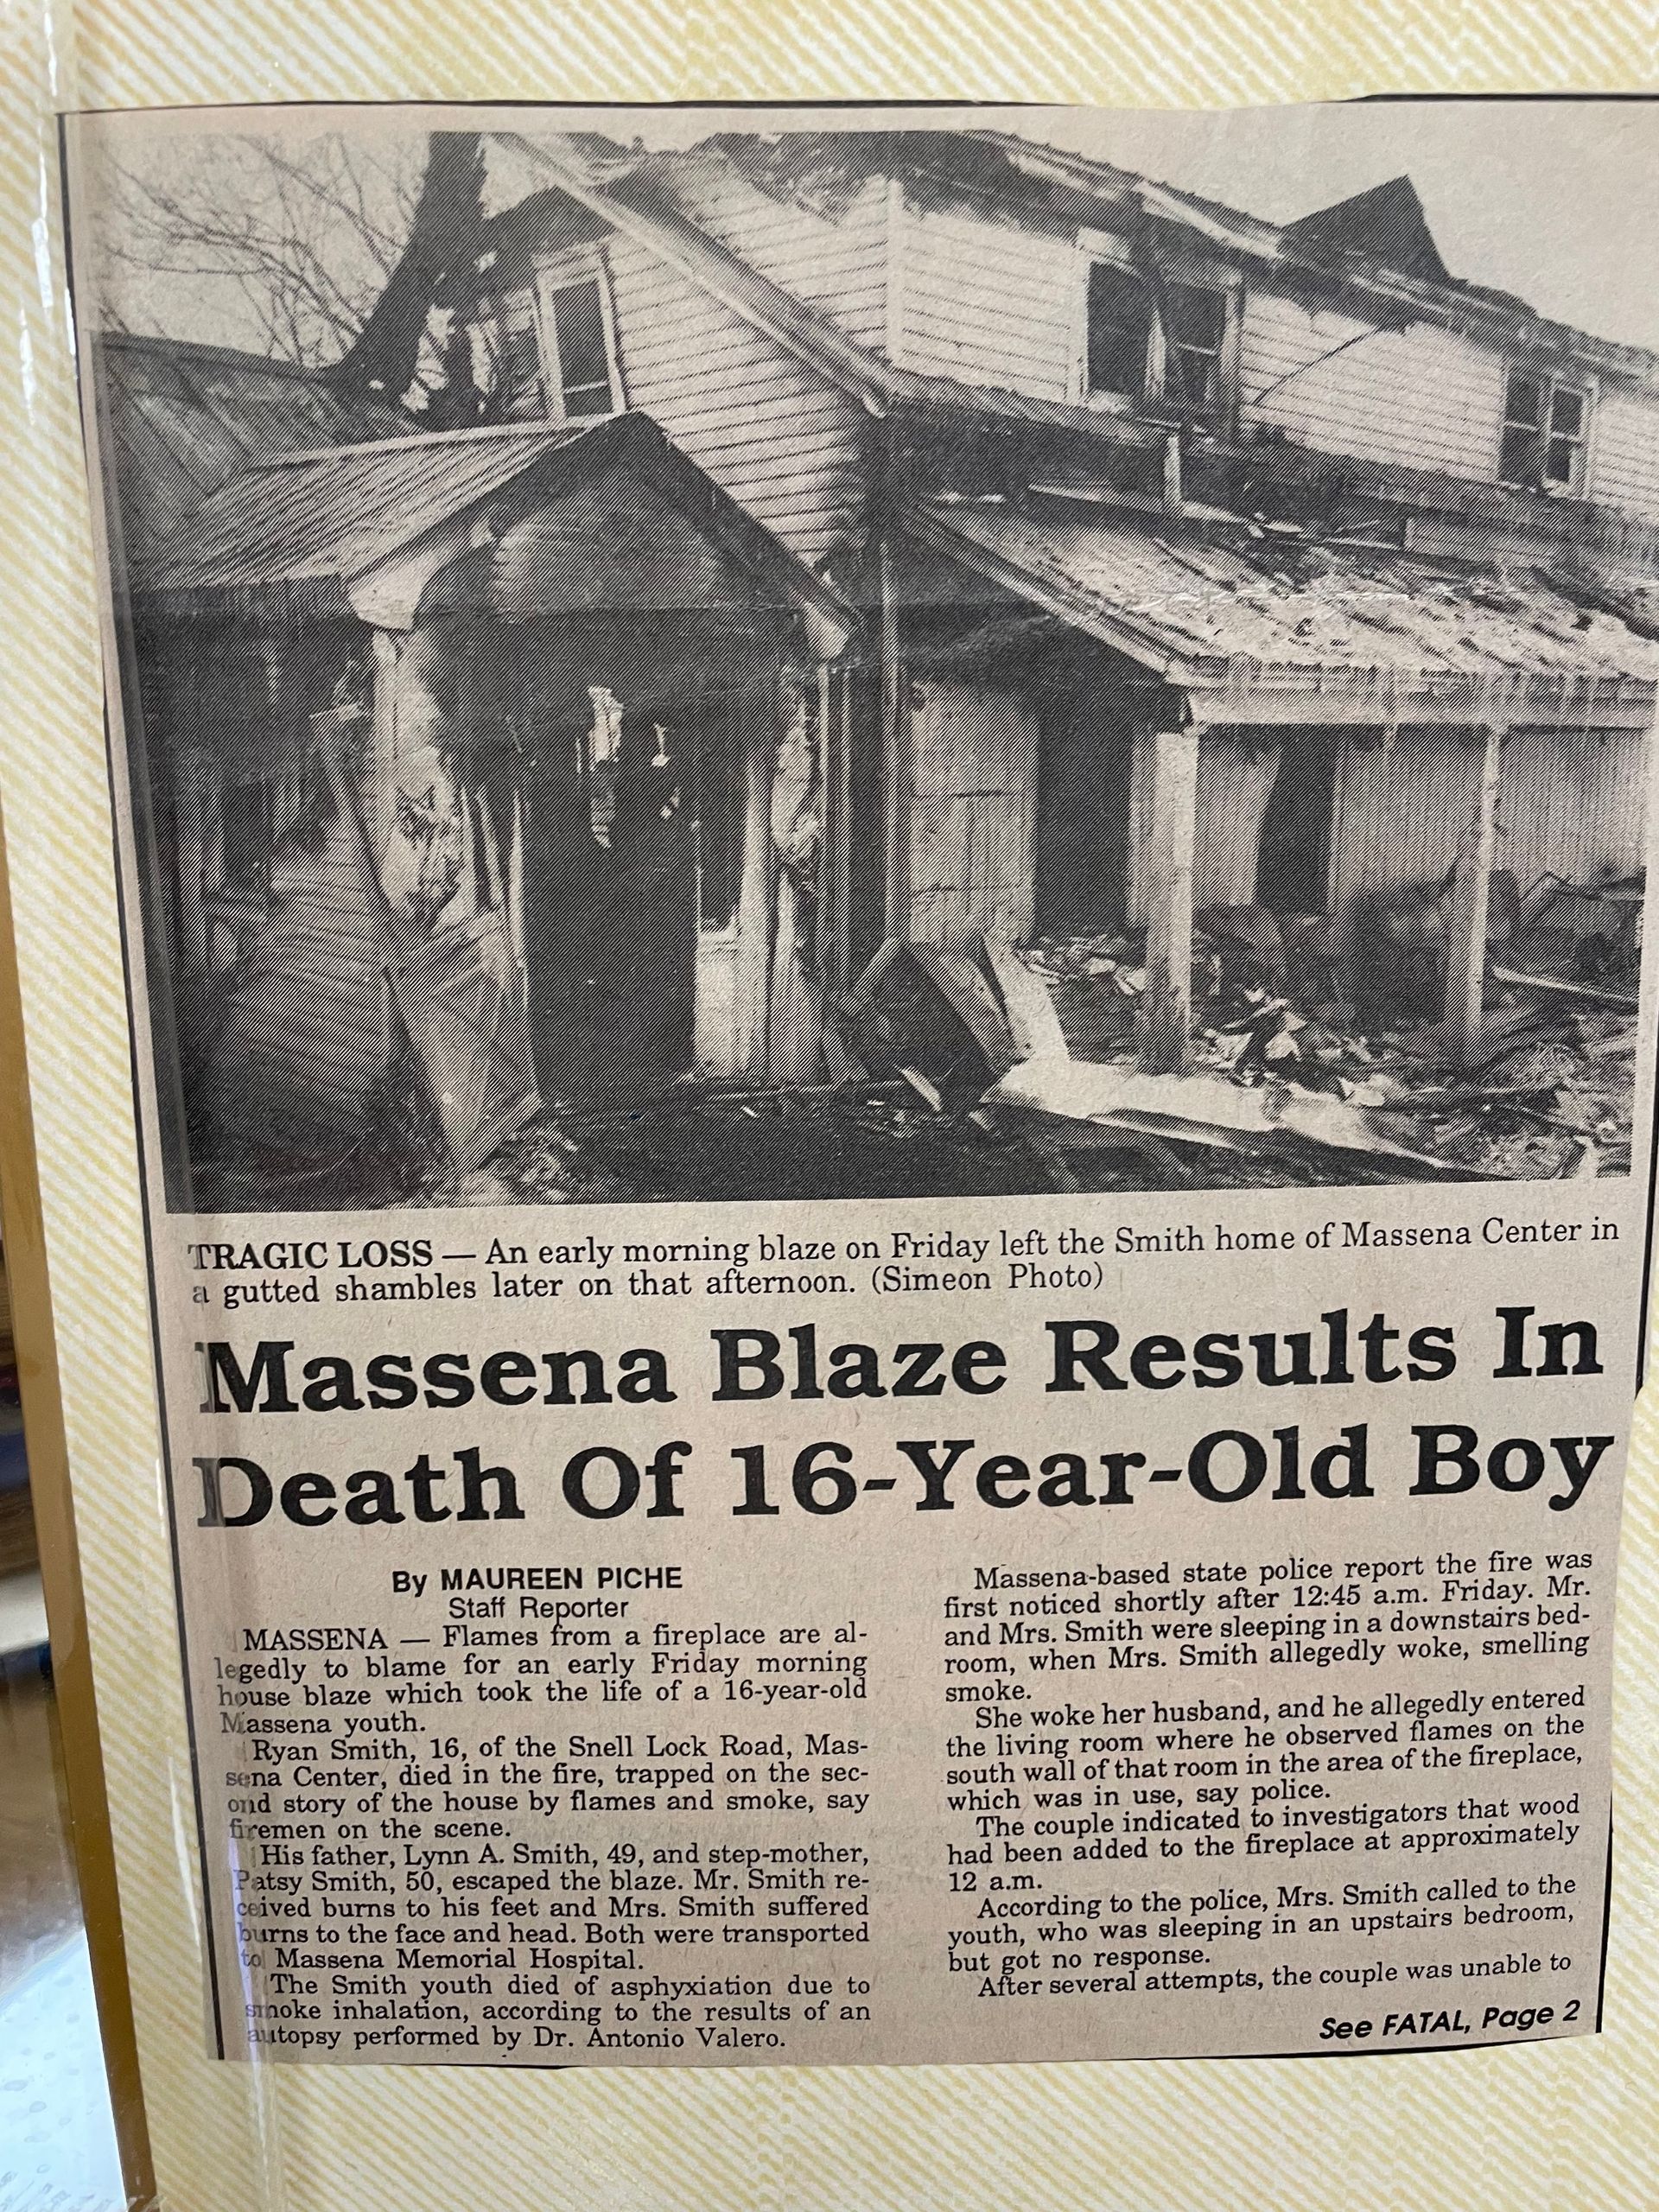 TRAGIC LOSS — An early morning blaze on Friday left the Smith home of Massena Center in
a gutted shambles later on that afternoon. (Simeon Photo)
Massena Blaze Results In
Death Of 16-Year-Old Boy
By MAUREEN PICHE
Staff Reporter
MASSENA — Flames from a fireplace are al-
legedly to blame for an early Friday morning
house blaze which took the life of a 16-year-old
Massena youth.
Ryan Smith, 16, of the Snell Lock Road, Mas-
sena Center, died in the fire, trapped on the sec-
ond story of the house by flames and smoke, say
firemen on the scene.
His father, Lynn A. Smith, 49, and step-mother,
Patsy Smith, 50, escaped the blaze. Mr. Smith re-
ceived burns to his feet and Mrs. Smith suffered
burns to the face and head. Both were transported
to Massena Memorial Hospital.
The Smith youth died of asphyxiation due to
smoke inhalation, according to the results of an
autopsy performed by Dr. Antonio Valero.
Massena-based state police report the fire was
first noticed shortly after 12:45 a.m. Friday. Mr.
and Mrs. Smith were sleeping in a downstairs bed-
room, when Mrs. Smith allegedly woke, smelling
smoke.
She woke her husband, and he allegedly entered
the living room where he observed flames on the
south wall of that room in the area of the fireplace,
which was in use, say police.
The couple indicated to investigators that wood
had been added to the fireplace at approximately
12 a.m.
According to the police, Mrs. Smith called to the
youth, who was sleeping in an upstairs bedroom,
but got no response.
After several attempts, the couple was unable to
See FATAL, Page 2